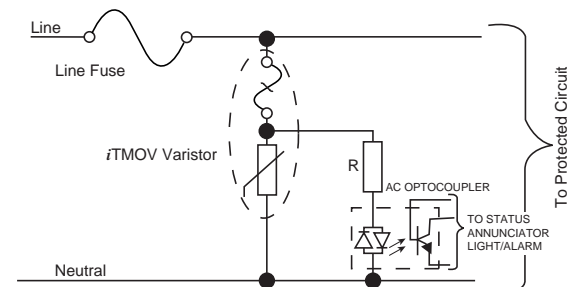 Line
Line Fuse
To Protected Circuit
iTMOV Varistor
R
AC OPTOCOUPLER
TO STATUS
ANNUNCIATOR
LIGHT/ALARM
Neutral